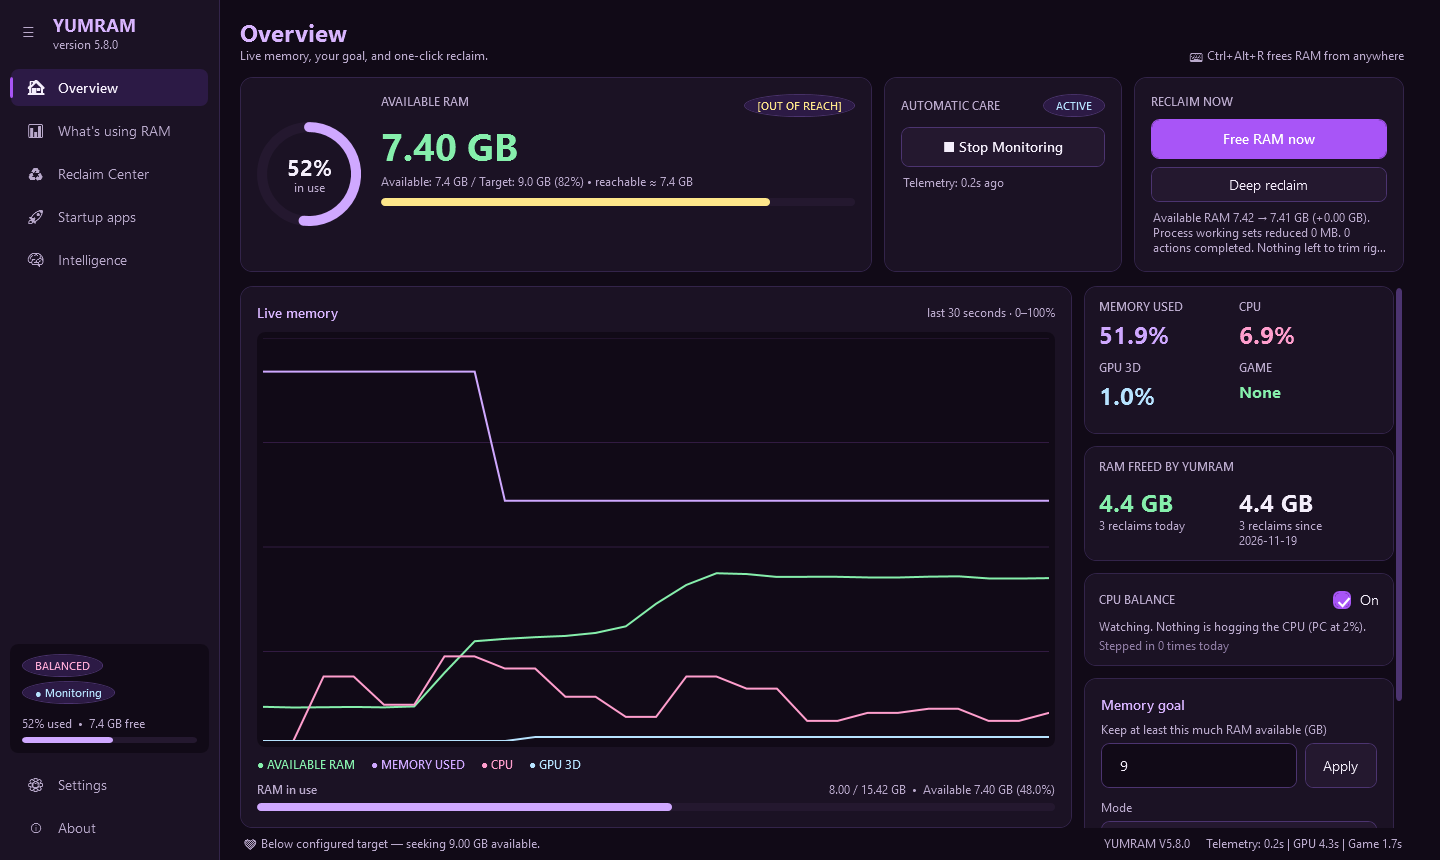 YUMRAM
version 5.8.0
Overview
What's using RAM
Reclaim Center
Startup apps
Intelligence
BALANCED
● Monitoring
52% used • 7.4 GB free
Settings
About
Overview
Live memory, your goal, and one-click reclaim.
Ctrl+Alt+R frees RAM from anywhere
52%
in use
AVAILABLE RAM
[OUT OF REACH]
7.40 GB
Available: 7.4 GB / Target: 9.0 GB (82%) • reachable ≈ 7.4 GB
AUTOMATIC CARE
ACTIVE
Stop Monitoring
Telemetry: 0.2s ago
RECLAIM NOW
Free RAM now
Deep reclaim
Available RAM 7.42 → 7.41 GB (+0.00 GB).
Process working sets reduced 0 MB. 0
actions completed. Nothing left to trim rig...
Live memory
last 30 seconds · 0–100%
● AVAILABLE RAM ● MEMORY USED ● CPU ● GPU 3D
RAM in use
8.00 / 15.42 GB • Available 7.40 GB (48.0%)
MEMORY USED
51.9%
CPU
6.9%
GPU 3D
1.0%
GAME
None
RAM FREED BY YUMRAM
4.4 GB
3 reclaims today
4.4 GB
3 reclaims since
2026-11-19
CPU BALANCE
On
Watching. Nothing is hogging the CPU (PC at 2%).
Stepped in 0 times today
Memory goal
Keep at least this much RAM available (GB)
9
Apply
Mode
Below configured target — seeking 9.00 GB available.
YUMRAM V5.8.0
Telemetry: 0.2s | GPU 4.3s | Game 1.7s